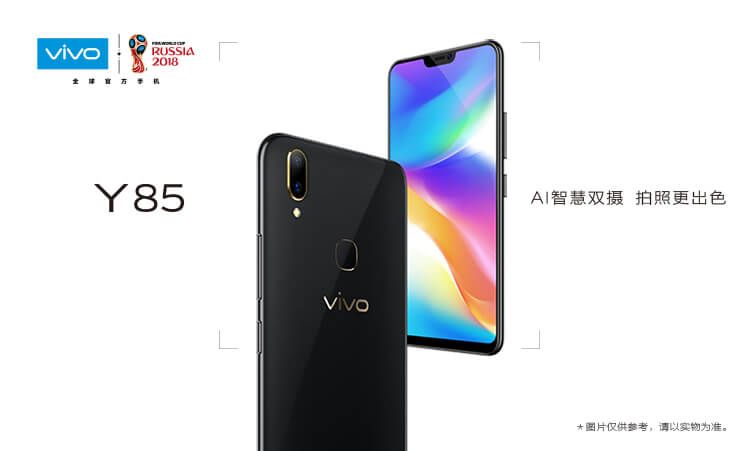 vivo
FIFA WORLD CUP
RUSSIA
2018
全球官方手机
Y85
AI智慧双摄 拍照更出色
vivo
*图片仅供参考,请以实物为准。